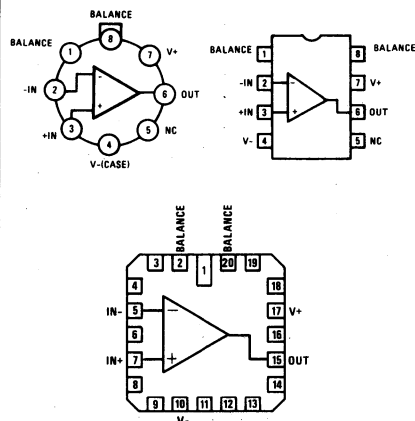 BALANCE
BALANCE
8
1
7
V+
-IN
2
-
6
OUT
+
3
+IN
5
NC
4
V-(CASE)
BALANCE
1
8
BALANCE
-IN
2
-
7
V+
+IN
3
+
6
OUT
V-
4
5
NC
BALANCE
BALANCE
3
2
1
20
19
4
18
IN-
5
-
17
V+
6
16
IN+
7
+
15
OUT
8
14
9
10
11
12
13
V-